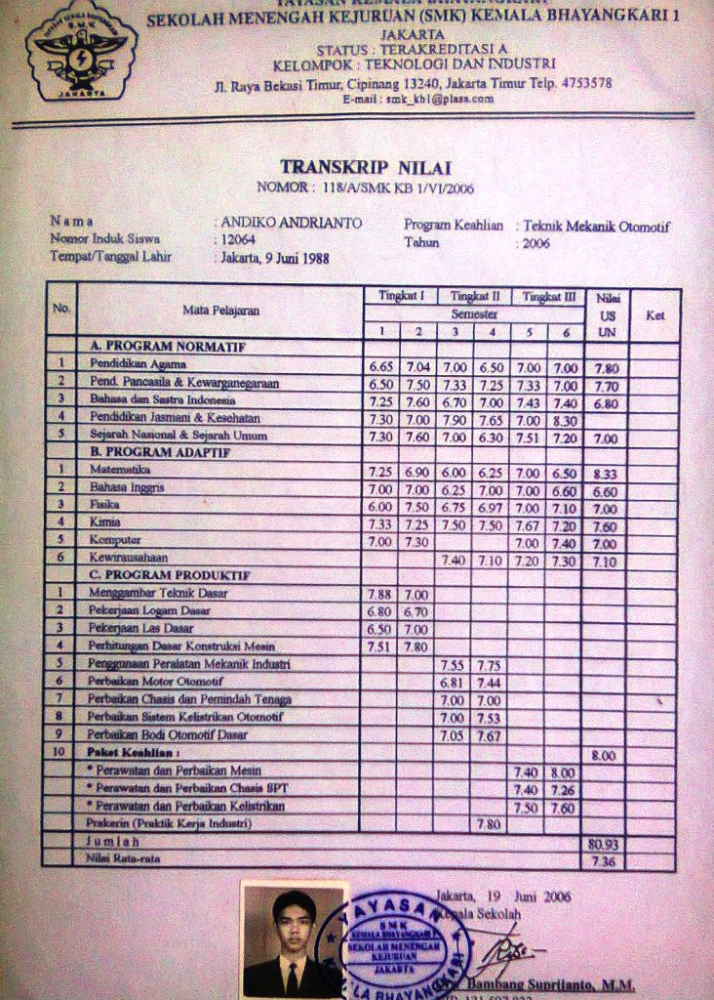 YAYASAN KEMALA BHAYANGKARI
SEKOLAH MENENGAH KEJURUAN (SMK) KEMALA BHAYANGKARI 1
JAKARTA
STATUS : TERAKREDITASI A
KELOMPOK : TEKNOLOGI DAN INDUSTRI
Jl. Raya Bekasi Timur, Cipinang 13240, Jakarta Timur Telp. 4753578
E-mail : smk_kb1@plasa.com
SMK
JAKARTA
TRANSKRIP NILAI
NOMOR : 118/A/SMK KB 1/VI/2006
Nama : ANDIKO ANDRIANTO Program Keahlian : Teknik Mekanik Otomotif
Nomor Induk Siswa : 12064 Tahun : 2006
Tempat/Tanggal Lahir : Jakarta, 9 Juni 1988
No. Mata Pelajaran Tingkat I Tingkat II Tingkat III Nilai US UN Ket
Semester
1 2 3 4 5 6
A. PROGRAM NORMATIF
1 Pendidikan Agama 6.65 7.04 7.00 6.50 7.00 7.00 7.80
2 Pend. Pancasila & Kewarganegaraan 6.50 7.50 7.33 7.25 7.33 7.00 7.70
3 Bahasa dan Sastra Indonesia 7.25 7.60 6.70 7.00 7.43 7.40 6.80
4 Pendidikan Jasmani & Kesehatan 7.30 7.00 7.90 7.65 7.00 8.30
5 Sejarah Nasional & Sejarah Umum 7.30 7.60 7.00 6.30 7.51 7.20 7.00
B. PROGRAM ADAPTIF
1 Matematika 7.25 6.90 6.00 6.25 7.00 6.50 8.33
2 Bahasa Inggris 7.00 7.00 6.25 7.00 7.00 6.60 6.60
3 Fisika 6.00 7.50 6.75 6.97 7.00 7.10 7.00
4 Kimia 7.33 7.25 7.50 7.50 7.67 7.20 7.60
5 Komputer 7.00 7.30 7.00 7.40 7.00
6 Kewirausahaan 7.40 7.10 7.20 7.30 7.10
C. PROGRAM PRODUKTIF
1 Menggambar Teknik Dasar 7.88 7.00
2 Pekerjaan Logam Dasar 6.80 6.70
3 Pekerjaan Las Dasar 6.50 7.00
4 Perhitungan Dasar Konstruksi Mesin 7.51 7.80
5 Penggunaan Peralatan Mekanik Industri 7.55 7.75
6 Perbaikan Motor Otomotif 6.81 7.44
7 Perbaikan Chasis dan Pemindah Tenaga 7.00 7.00
8 Perbaikan Sistem Kelistrikan Otomotif 7.00 7.53
9 Perbaikan Bodi Otomotif Dasar 7.05 7.67
10 Paket Keahlian : 8.00
* Perawatan dan Perbaikan Mesin 7.40 8.00
* Perawatan dan Perbaikan Chasis SPT 7.40 7.26
* Perawatan dan Perbaikan Kelistrikan 7.50 7.60
Prakerin (Praktik Kerja Industri) 7.80
Jumlah 80.93
Nilai Rata-rata 7.36
Jakarta, 19 Juni 2006
Kepala Sekolah
YAYASAN
SMK
KEMALA BHAYANGKARI 1
SEKOLAH MENENGAH
KEJURUAN
JAKARTA
KEMALA BHAYANGKARI
Bambang Suprilanto, M.M.